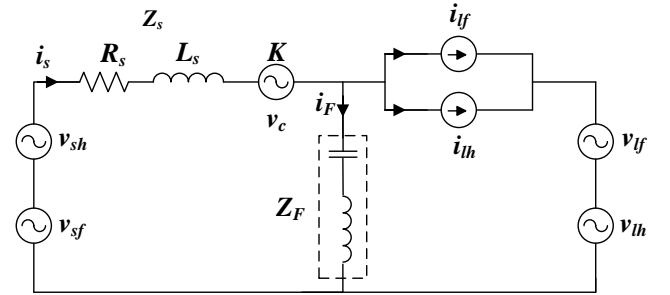 Z_s
i_s
R_s
L_s
K
v_c
i_F
i_lf
i_lh
v_sh
v_sf
Z_F
v_lf
v_lh